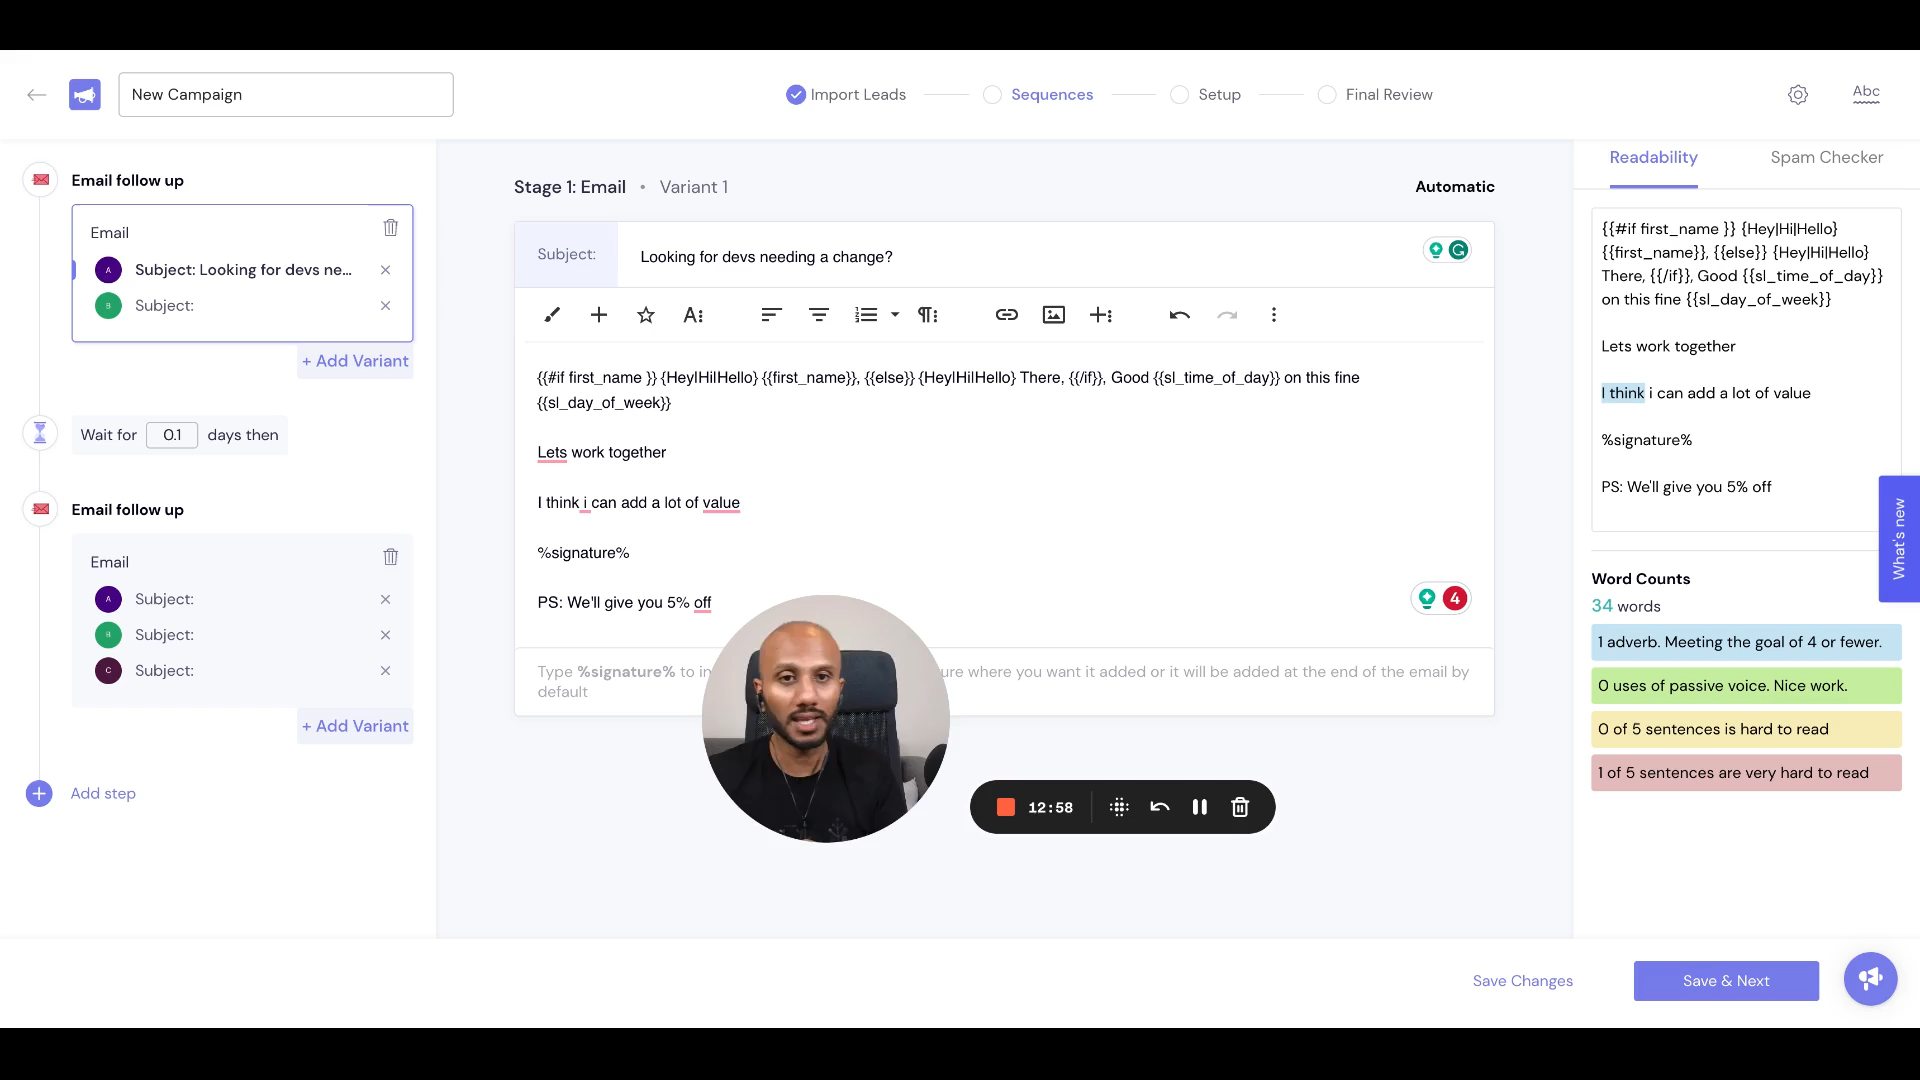 New Campaign
Import Leads
Sequences
Setup
Final Review
Abc
Email follow up
Email
A Subject: Looking for devs ne...
B Subject:
+ Add Variant
Wait for 0.1 days then
Email follow up
Email
A Subject:
B Subject:
C Subject:
+ Add Variant
Add step
Stage 1: Email • Variant 1
Automatic
Subject: Looking for devs needing a change?
{{#if first_name }} {Hey|Hi|Hello} {{first_name}}, {{else}} {Hey|Hi|Hello} There, {{/if}}, Good {{sl_time_of_day}} on this fine
{{sl_day_of_week}}
Lets work together
I think i can add a lot of value
%signature%
PS: We'll give you 5% off
4
Type %signature% to in
ure where you want it added or it will be added at the end of the email by
default
12:58
Readability
Spam Checker
{{#if first_name }} {Hey|Hi|Hello}
{{first_name}}, {{else}} {Hey|Hi|Hello}
There, {{/if}}, Good {{sl_time_of_day}}
on this fine {{sl_day_of_week}}
Lets work together
I think i can add a lot of value
%signature%
PS: We'll give you 5% off
What's new
Word Counts
34 words
1 adverb. Meeting the goal of 4 or fewer.
0 uses of passive voice. Nice work.
0 of 5 sentences is hard to read
1 of 5 sentences are very hard to read
Save Changes
Save & Next